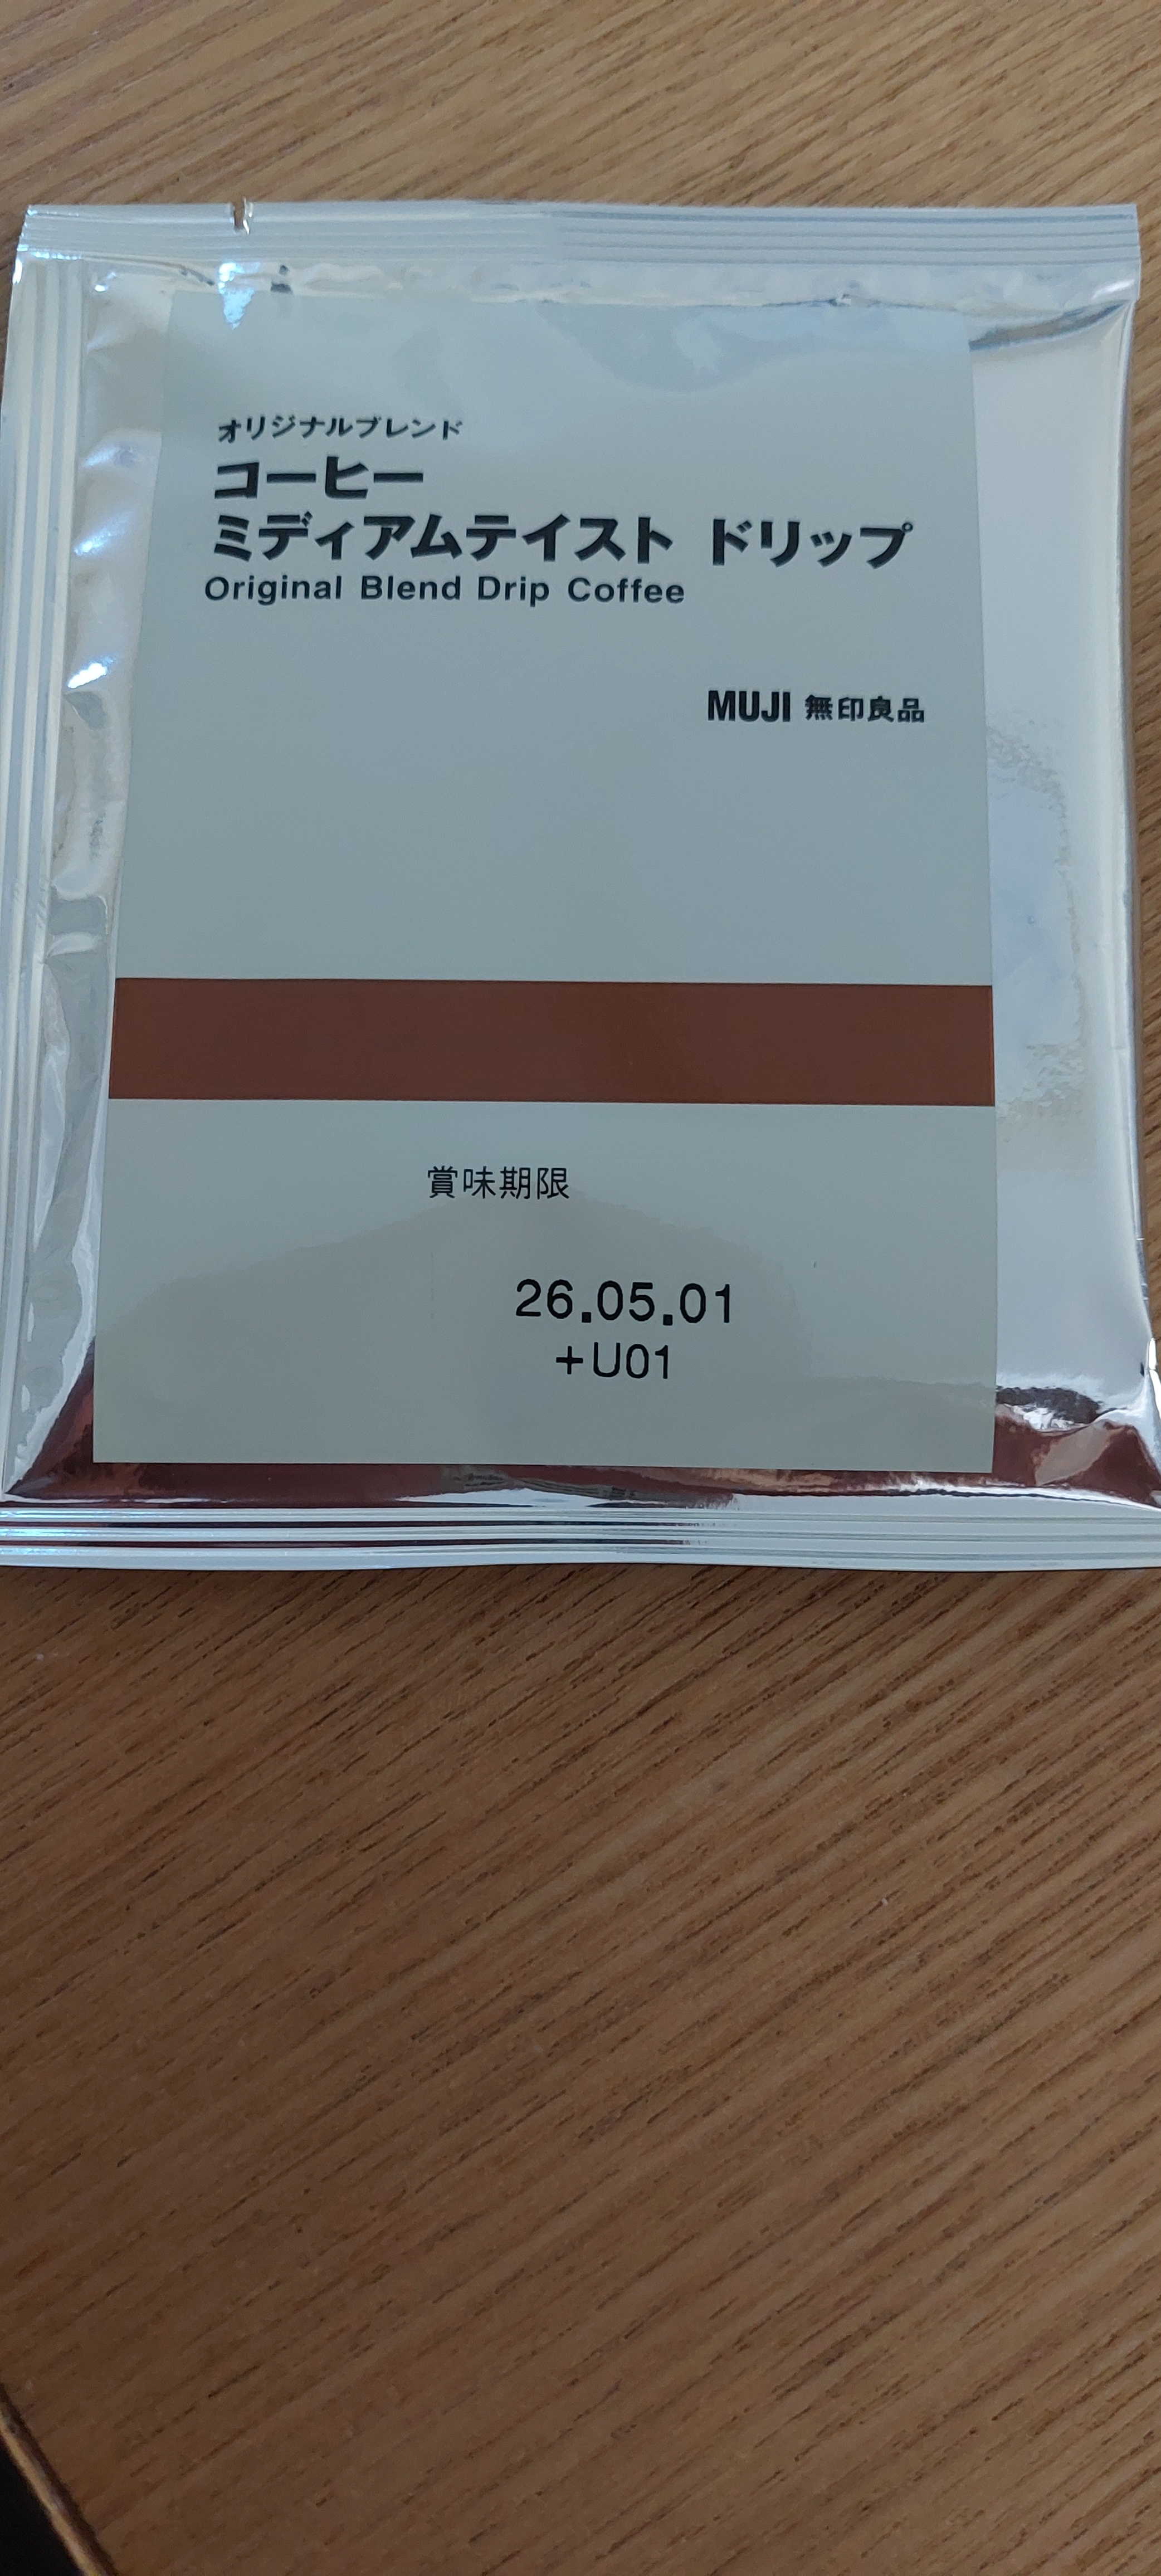 オリジナルブレンド
コーヒー
ミディアムテイスト ドリップ
Original Blend Drip Coffee
MUJI 無印良品
賞味期限
26.05.01
+U01